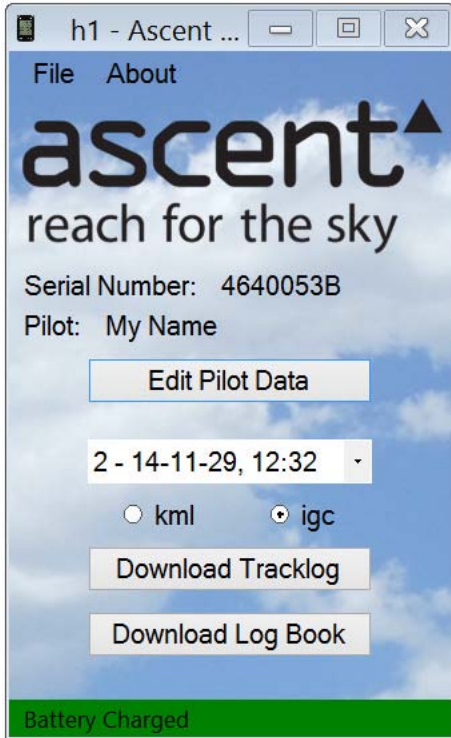 h1 - Ascent ...
File About
ascent
reach for the sky
Serial Number: 4640053B
Pilot: My Name
Edit Pilot Data
2 - 14-11-29, 12:32
kml igc
Download Tracklog
Download Log Book
Battery Charged